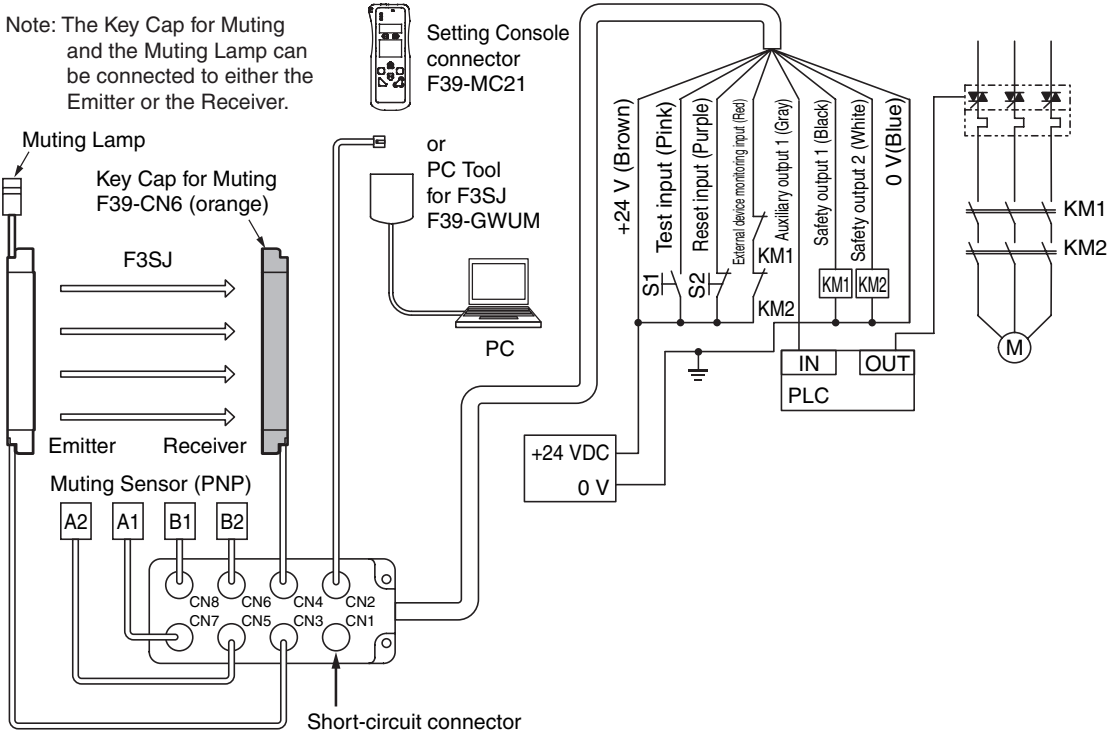 Note: The Key Cap for Muting
and the Muting Lamp can
be connected to either the
Emitter or the Receiver.
Setting Console
connector
F39-MC21
or
PC Tool
for F3SJ
F39-GWUM
PC
Muting Lamp
Key Cap for Muting
F39-CN6 (orange)
F3SJ
Emitter
Receiver
Muting Sensor (PNP)
A2
A1
B1
B2
CN8
CN6
CN4
CN2
CN7
CN5
CN3
CN1
Short-circuit connector
+24 V (Brown)
Test input (Pink)
Reset input (Purple)
External device monitoring input (Red)
Auxiliary output 1 (Gray)
Safety output 1 (Black)
Safety output 2 (White)
0 V(Blue)
S1
S2
KM1
KM2
KM1
KM2
IN
OUT
PLC
+24 VDC
0 V
KM1
KM2
M